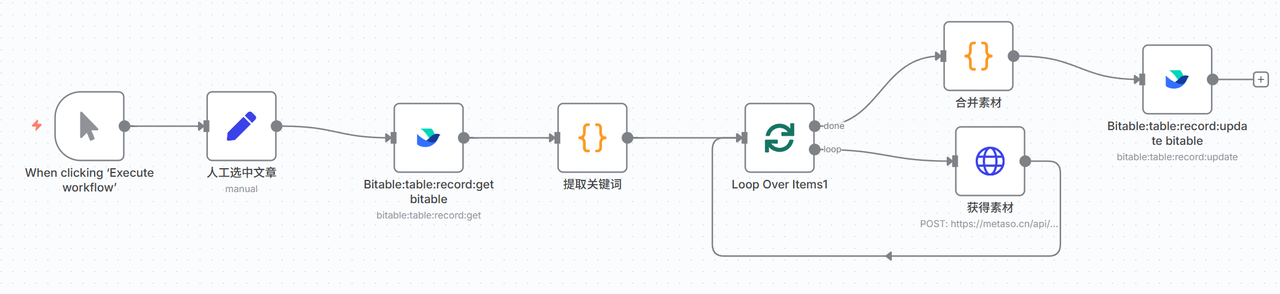 When clicking ‘Execute
workflow’
人工选中文章
manual
Bitable:table:record:get
bitable
bitable:table:record:get
提取关键词
Loop Over Items1
done
loop
合并素材
获得素材
POST: https://metaso.cn/api/...
Bitable:table:record:upda
te bitable
bitable:table:record:update